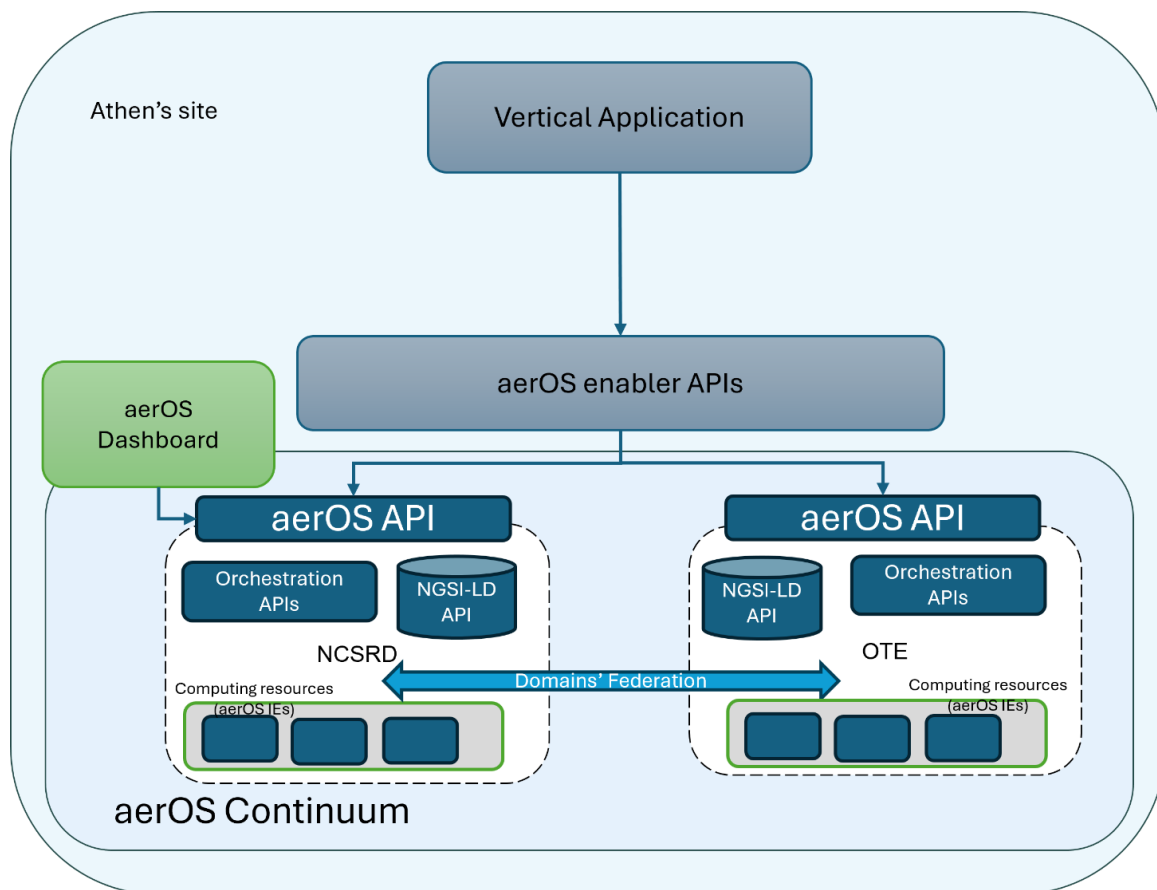 Athen's site
Vertical Application
aerOS enabler APIs
aerOS
Dashboard
aerOS API
Orchestration
APIs
NGSI-LD
API
NCSRD
Computing resources
(aerOS IEs)
aerOS API
NGSI-LD
API
Orchestration
APIs
OTE
Computing resources
(aerOS IEs)
Domains' Federation
aerOS Continuum